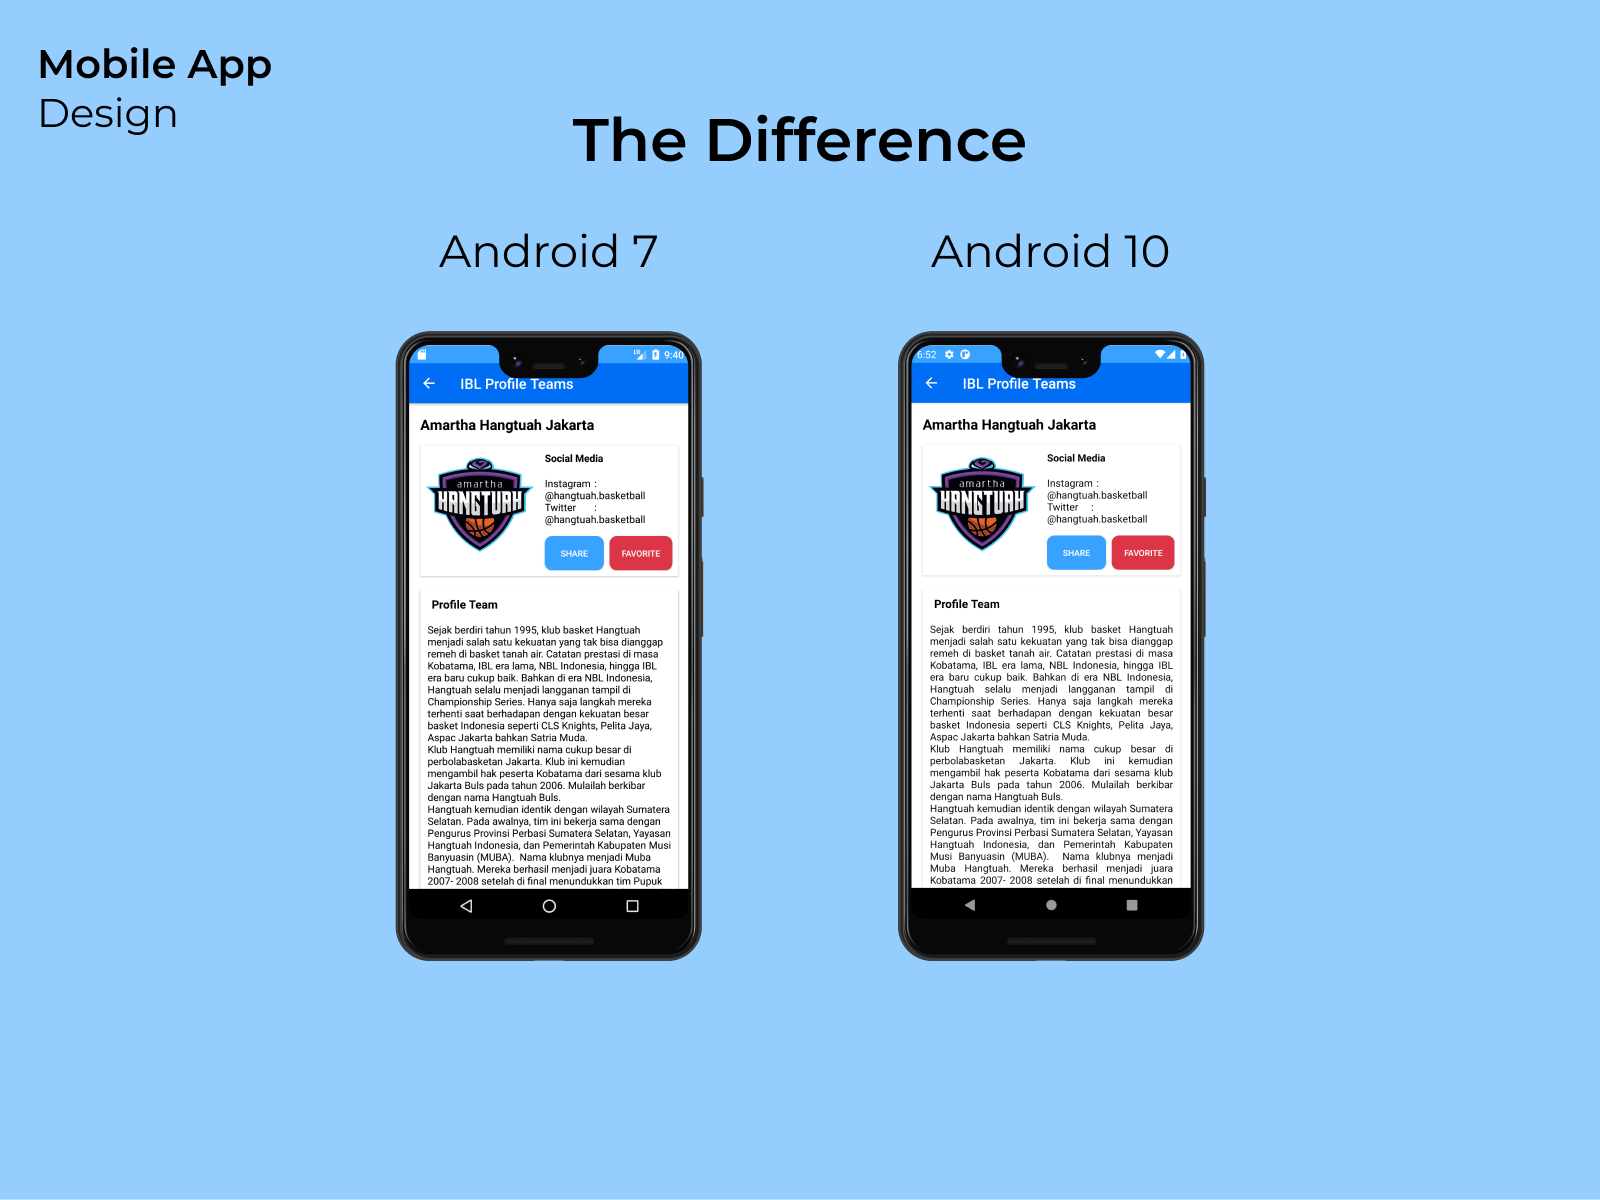 Mobile App
Design
The Difference
Android 7
Android 10
9:40
IBL Profile Teams
Amartha Hangtuah Jakarta
amartha
HANGTUAH
Social Media
Instagram :
@hangtuah.basketball
Twitter :
@hangtuah.basketball
SHARE
FAVORITE
Profile Team
Sejak berdiri tahun 1995, klub basket Hangtuah
menjadi salah satu kekuatan yang tak bisa dianggap
remeh di basket tanah air. Catatan prestasi di masa
Kobatama, IBL era lama, NBL Indonesia, hingga IBL
era baru cukup baik. Bahkan di era NBL Indonesia,
Hangtuah selalu menjadi langganan tampil di
Championship Series. Hanya saja langkah mereka
terhenti saat berhadapan dengan kekuatan besar
basket Indonesia seperti CLS Knights, Pelita Jaya,
Aspac Jakarta bahkan Satria Muda.
Klub Hangtuah memiliki nama cukup besar di
perbolabasketan Jakarta. Klub ini kemudian
mengambil hak peserta Kobatama dari sesama klub
Jakarta Buls pada tahun 2006. Mulailah berkibar
dengan nama Hangtuah Buls.
Hangtuah kemudian identik dengan wilayah Sumatera
Selatan. Pada awalnya, tim ini bekerja sama dengan
Pengurus Provinsi Perbasi Sumatera Selatan, Yayasan
Hangtuah Indonesia, dan Pemerintah Kabupaten Musi
Banyuasin (MUBA). Nama klubnya menjadi Muba
Hangtuah. Mereka berhasil menjadi juara Kobatama
2007- 2008 setelah di final menundukkan tim Pupuk
6:52
IBL Profile Teams
Amartha Hangtuah Jakarta
amartha
HANGTUAH
Social Media
Instagram :
@hangtuah.basketball
Twitter :
@hangtuah.basketball
SHARE
FAVORITE
Profile Team
Sejak berdiri tahun 1995, klub basket Hangtuah
menjadi salah satu kekuatan yang tak bisa dianggap
remeh di basket tanah air. Catatan prestasi di masa
Kobatama, IBL era lama, NBL Indonesia, hingga IBL
era baru cukup baik. Bahkan di era NBL Indonesia,
Hangtuah selalu menjadi langganan tampil di
Championship Series. Hanya saja langkah mereka
terhenti saat berhadapan dengan kekuatan besar
basket Indonesia seperti CLS Knights, Pelita Jaya,
Aspac Jakarta bahkan Satria Muda.
Klub Hangtuah memiliki nama cukup besar di
perbolabasketan Jakarta. Klub ini kemudian
mengambil hak peserta Kobatama dari sesama klub
Jakarta Buls pada tahun 2006. Mulailah berkibar
dengan nama Hangtuah Buls.
Hangtuah kemudian identik dengan wilayah Sumatera
Selatan. Pada awalnya, tim ini bekerja sama dengan
Pengurus Provinsi Perbasi Sumatera Selatan, Yayasan
Hangtuah Indonesia, dan Pemerintah Kabupaten
Musi Banyuasin (MUBA). Nama klubnya menjadi
Muba Hangtuah. Mereka berhasil menjadi juara
Kobatama 2007- 2008 setelah di final menundukkan